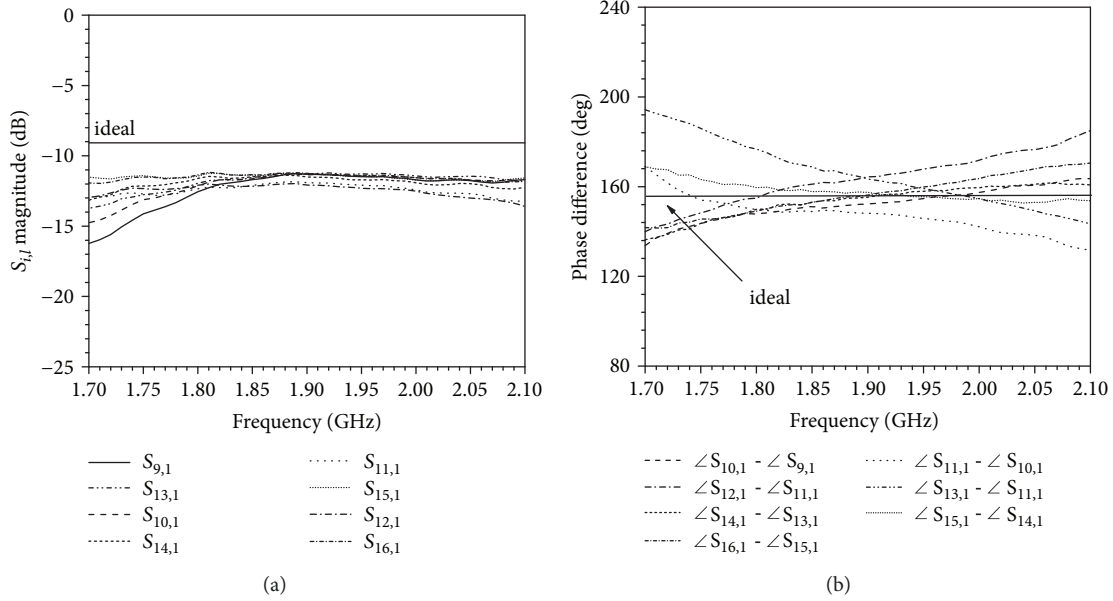 0
−5
−10
−15
−20
−25
ideal
S_{i,l} magnitude (dB)
1.70 1.75 1.80 1.85 1.90 1.95 2.00 2.05 2.10
Frequency (GHz)
S_{9,1}
S_{13,1}
S_{10,1}
S_{14,1}
S_{11,1}
S_{15,1}
S_{12,1}
S_{16,1}
(a)
240
200
160
120
80
ideal
Phase difference (deg)
1.70 1.75 1.80 1.85 1.90 1.95 2.00 2.05 2.10
Frequency (GHz)
∠S_{10,1} - ∠S_{9,1}
∠S_{12,1} - ∠S_{11,1}
∠S_{14,1} - ∠S_{13,1}
∠S_{16,1} - ∠S_{15,1}
∠S_{11,1} - ∠S_{10,1}
∠S_{13,1} - ∠S_{11,1}
∠S_{15,1} - ∠S_{14,1}
(b)